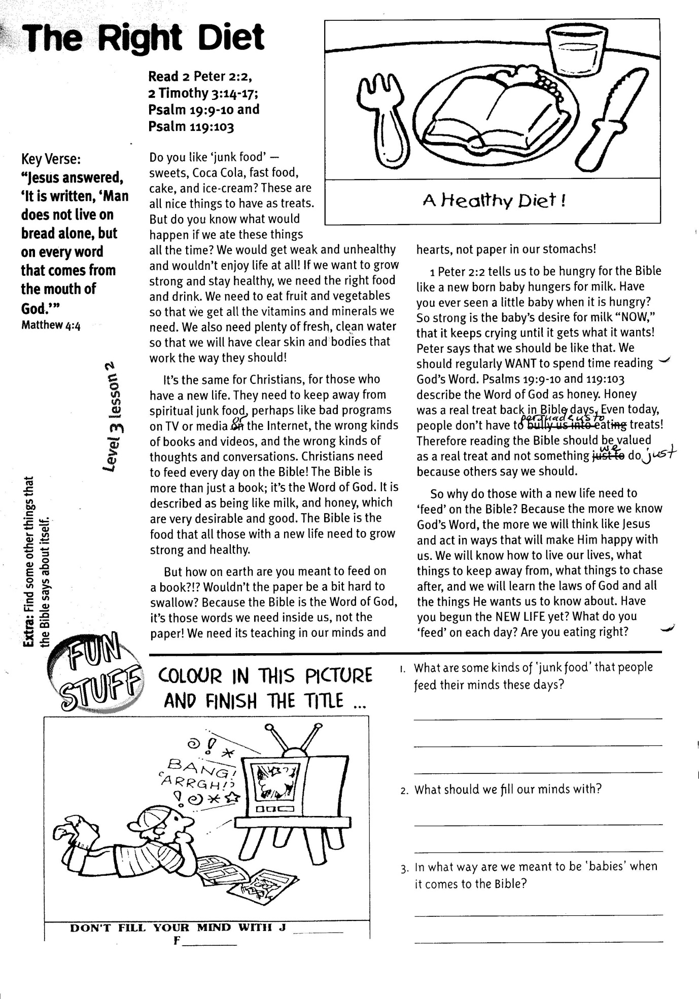 The Right Diet
Read 2 Peter 2:2,
2 Timothy 3:14-17;
Psalm 19:9-10 and
Psalm 119:103
A Healthy Diet !
Key Verse:
“Jesus answered,
‘It is written, ‘Man
does not live on
bread alone, but
on every word
that comes from
the mouth of
God.’”
Matthew 4:4
Level 3 lesson 2
Extra: Find some other things that
the Bible says about itself.
Do you like ‘junk food’ —
sweets, Coca Cola, fast food,
cake, and ice-cream? These are
all nice things to have as treats.
But do you know what would
happen if we ate these things
all the time? We would get weak and unhealthy
and wouldn’t enjoy life at all! If we want to grow
strong and stay healthy, we need the right food
and drink. We need to eat fruit and vegetables
so that we get all the vitamins and minerals we
need. We also need plenty of fresh, clean water
so that we will have clear skin and bodies that
work the way they should!
It’s the same for Christians, for those who
have a new life. They need to keep away from
spiritual junk food, perhaps like bad programs
or
on TV or media on the Internet, the wrong kinds
of books and videos, and the wrong kinds of
thoughts and conversations. Christians need
to feed every day on the Bible! The Bible is
more than just a book; it’s the Word of God. It is
described as being like milk, and honey, which
are very desirable and good. The Bible is the
food that all those with a new life need to grow
strong and healthy.
But how on earth are you meant to feed on
a book?!? Wouldn’t the paper be a bit hard to
swallow? Because the Bible is the Word of God,
it’s those words we need inside us, not the
paper! We need its teaching in our minds and
hearts, not paper in our stomachs!
1 Peter 2:2 tells us to be hungry for the Bible
like a new born baby hungers for milk. Have
you ever seen a little baby when it is hungry?
So strong is the baby’s desire for milk “NOW,”
that it keeps crying until it gets what it wants!
Peter says that we should be like that. We
should regularly WANT to spend time reading
God’s Word. Psalms 19:9-10 and 119:103
describe the Word of God as honey. Honey
was a real treat back in Bible days. Even today,
persuade us to
people don’t have to bully us into eating treats!
Therefore reading the Bible should be valued
we
as a real treat and not something just to do just
because others say we should.
So why do those with a new life need to
‘feed’ on the Bible? Because the more we know
God’s Word, the more we will think like Jesus
and act in ways that will make Him happy with
us. We will know how to live our lives, what
things to keep away from, what things to chase
after, and we will learn the laws of God and all
the things He wants us to know about. Have
you begun the NEW LIFE yet? What do you
‘feed’ on each day? Are you eating right?
FUN
STUFF
COLOUR IN THIS PICTURE
AND FINISH THE TITLE ...
BANG!
‘ARRGH!?
DON'T FILL YOUR MIND WITH J ________
F________
1. What are some kinds of ‘junk food’ that people
feed their minds these days?
2. What should we fill our minds with?
3. In what way are we meant to be ‘babies’ when
it comes to the Bible?